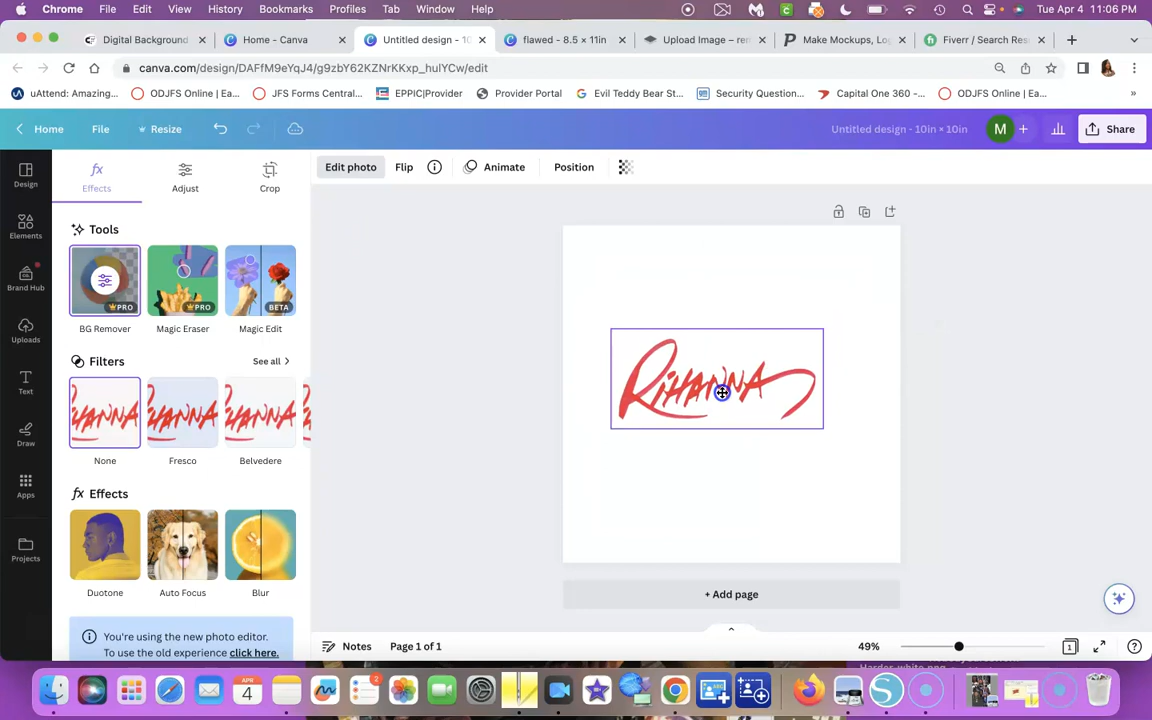 Chrome File Edit View History Bookmarks Profiles Tab Window Help Tue Apr 4 11:06 PM
Digital Background Home - Canva Untitled design - 10 flawed - 8.5 × 11in Upload Image – rem Make Mockups, Lo Fiverr / Search Res
canva.com/design/DAFfM9eYqJ4/g9zbY62KZNrKKxp_hulYCw/edit
uAttend: Amazing... ODJFS Online | Ea... JFS Forms Central... EPPIC|Provider Provider Portal Evil Teddy Bear St... Security Question... Capital One 360 -... ODJFS Online | Ea... »
Home File Resize Untitled design - 10in × 10in M + Share
Design
Elements
Brand Hub
Uploads
Text
Draw
Apps
Projects
Effects Adjust Crop
Edit photo Flip Animate Position
Tools
PRO PRO BETA
BG Remover Magic Eraser Magic Edit
Filters See all >
None Fresco Belvedere
fx Effects
Duotone Auto Focus Blur
You're using the new photo editor.
To use the old experience click here.
RIHANNA
+ Add page
Notes Page 1 of 1 49% 1
APR
4
2